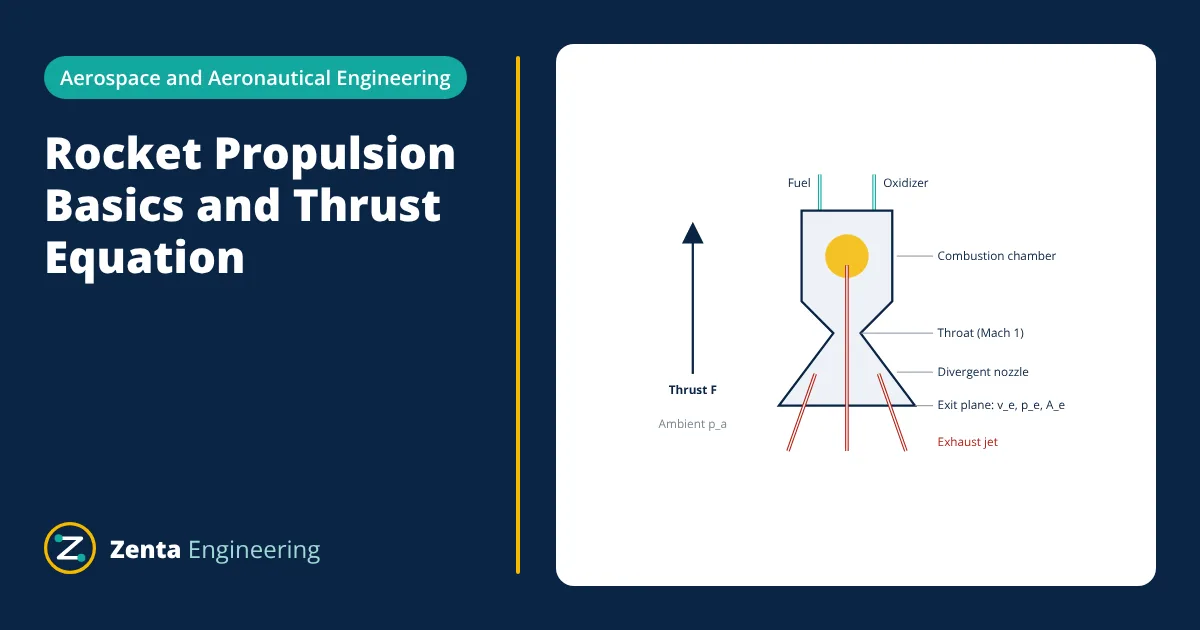 Aerospace and Aeronautical Engineering
Rocket Propulsion
Basics and Thrust
Equation
Zenta Engineering
Fuel
Oxidizer
Combustion chamber
Throat (Mach 1)
Divergent nozzle
Thrust F
Exit plane: v_e, p_e, A_e
Ambient p_a
Exhaust jet